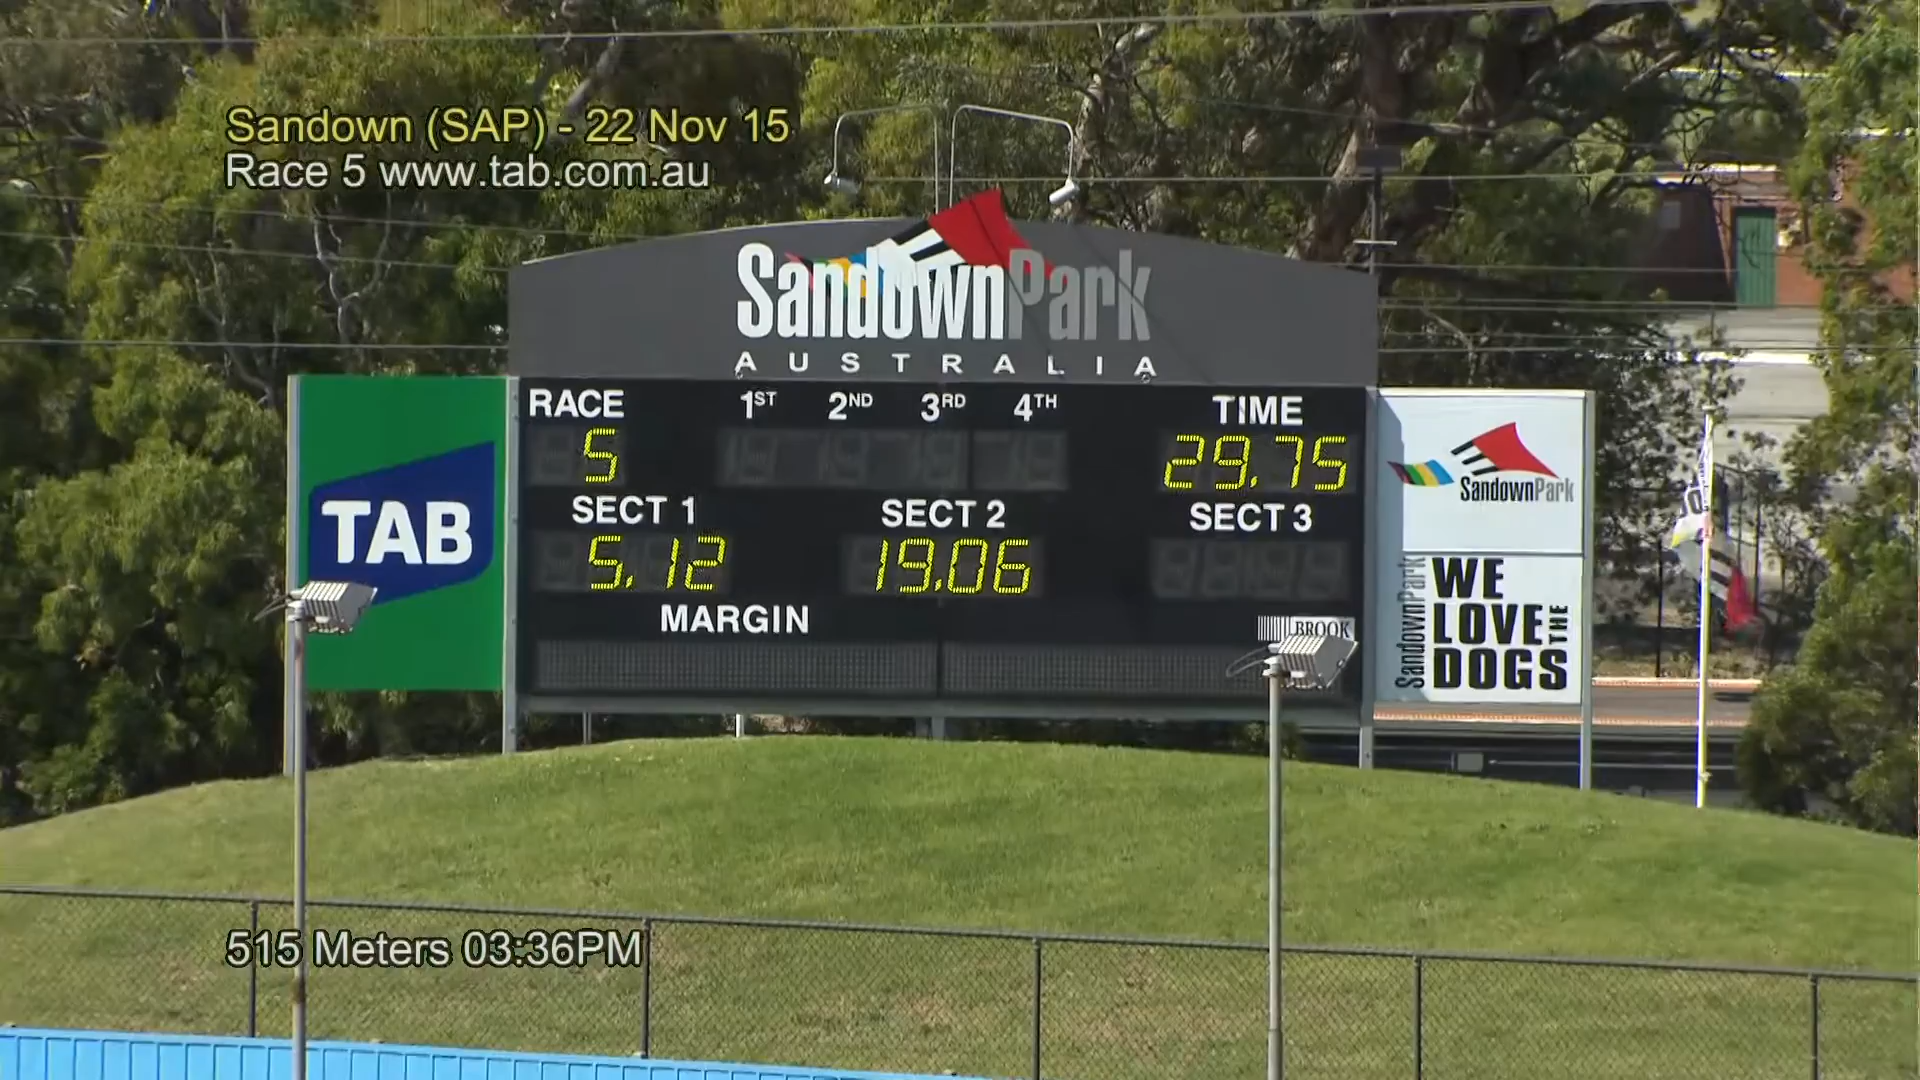 Sandown (SAP) - 22 Nov 15
Race 5 www.tab.com.au
SandownPark
AUSTRALIA
RACE 1ST 2ND 3RD 4TH TIME
5 29.75
SECT 1 SECT 2 SECT 3
5.12 19.06
MARGIN
BROOK
TAB
SandownPark
SandownPark
WE
LOVE THE
DOGS
515 Meters 03:36PM